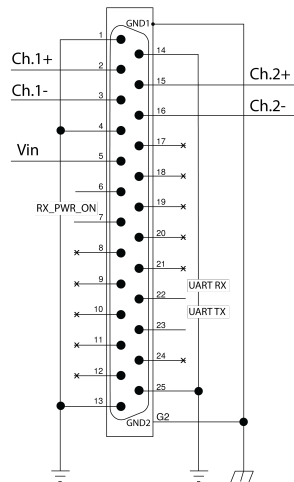 GND1
1
14
Ch.1+
2
15
Ch.2+
Ch.1-
3
16
Ch.2-
4
17
Vin
5
18
6
19
RX_PWR_ON
7
20
8
21
9
UART RX
22
10
UART TX
23
11
24
12
25
13
GND2
G2